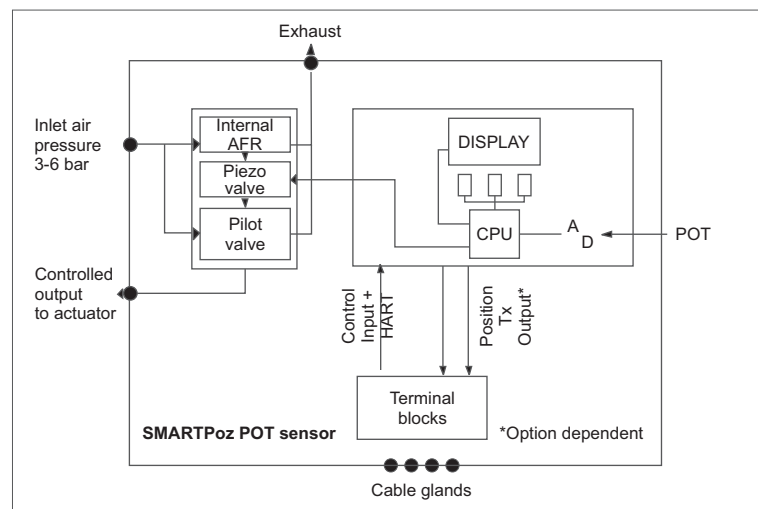 Exhaust
Inlet air
pressure
3-6 bar
Internal
AFR
Piezo
valve
Pilot
valve
DISPLAY
CPU
A
D
POT
Controlled
output
to actuator
Control
Input +
HART
Position
Tx
Output*
Terminal
blocks
SMARTPoz POT sensor
*Option dependent
Cable glands